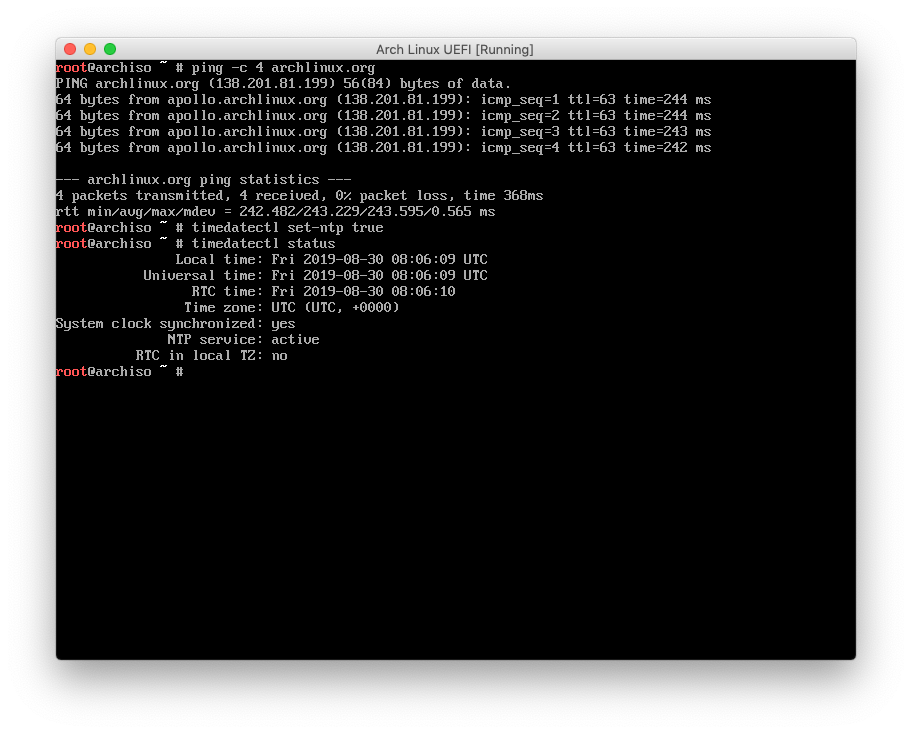 Arch Linux UEFI [Running]
root@archiso ~ # ping -c 4 archlinux.org
PING archlinux.org (138.201.81.199) 56(84) bytes of data.
64 bytes from apollo.archlinux.org (138.201.81.199): icmp_seq=1 ttl=63 time=244 ms
64 bytes from apollo.archlinux.org (138.201.81.199): icmp_seq=2 ttl=63 time=244 ms
64 bytes from apollo.archlinux.org (138.201.81.199): icmp_seq=3 ttl=63 time=243 ms
64 bytes from apollo.archlinux.org (138.201.81.199): icmp_seq=4 ttl=63 time=242 ms
--- archlinux.org ping statistics ---
4 packets transmitted, 4 received, 0% packet loss, time 368ms
rtt min/avg/max/mdev = 242.482/243.229/243.595/0.565 ms
root@archiso ~ # timedatectl set-ntp true
root@archiso ~ # timedatectl status
Local time: Fri 2019-08-30 08:06:09 UTC
Universal time: Fri 2019-08-30 08:06:09 UTC
RTC time: Fri 2019-08-30 08:06:10
Time zone: UTC (UTC, +0000)
System clock synchronized: yes
NTP service: active
RTC in local TZ: no
root@archiso ~ #